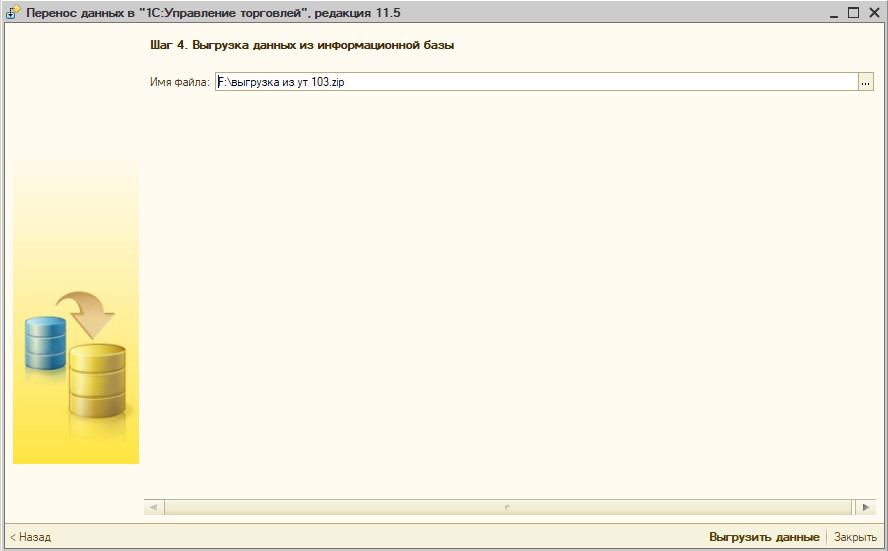 Перенос данных в "1С:Управление торговлей", редакция 11.5
Шаг 4. Выгрузка данных из информационной базы
Имя файла: F:\выгрузка из ут 103.zip ...
< Назад Выгрузить данные Закрыть